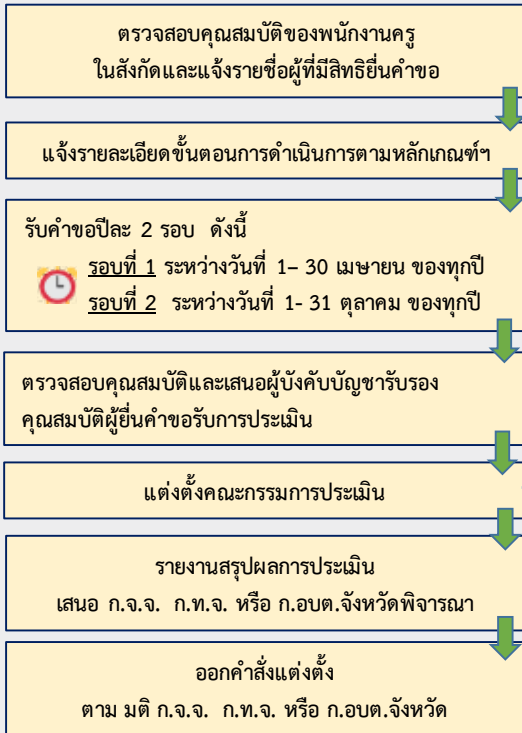 ตรวจสอบคุณสมบัติของพนักงานครู
ในสังกัดและแจ้งรายชื่อผู้ที่มีสิทธิยื่นคำขอ
แจ้งรายละเอียดขั้นตอนการดำเนินการตามหลักเกณฑ์ฯ
รับคำขอปีละ 2 รอบ ดังนี้
รอบที่ 1 ระหว่างวันที่ 1– 30 เมษายน ของทุกปี
รอบที่ 2 ระหว่างวันที่ 1- 31 ตุลาคม ของทุกปี
ตรวจสอบคุณสมบัติและเสนอผู้บังคับบัญชารับรอง
คุณสมบัติผู้ยื่นคำขอรับการประเมิน
แต่งตั้งคณะกรรมการประเมิน
รายงานสรุปผลการประเมิน
เสนอ ก.จ.จ. ก.ท.จ. หรือ ก.อบต.จังหวัดพิจารณา
ออกคำสั่งแต่งตั้ง
ตาม มติ ก.จ.จ. ก.ท.จ. หรือ ก.อบต.จังหวัด